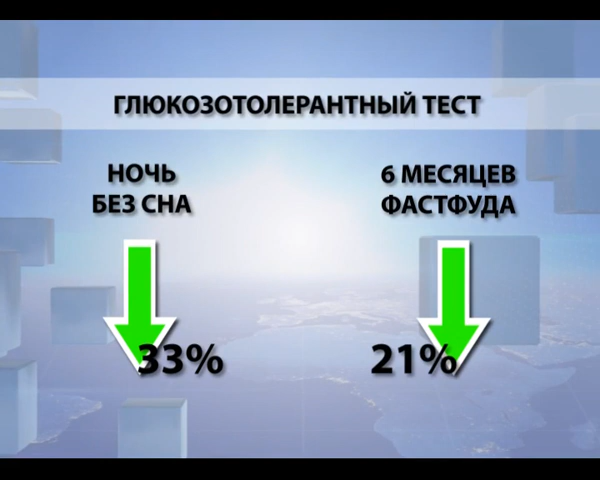 ГЛЮКОЗОТОЛЕРАНТНЫЙ ТЕСТ
НОЧЬ
БЕЗ СНА
6 МЕСЯЦЕВ
ФАСТФУДА
33%
21%